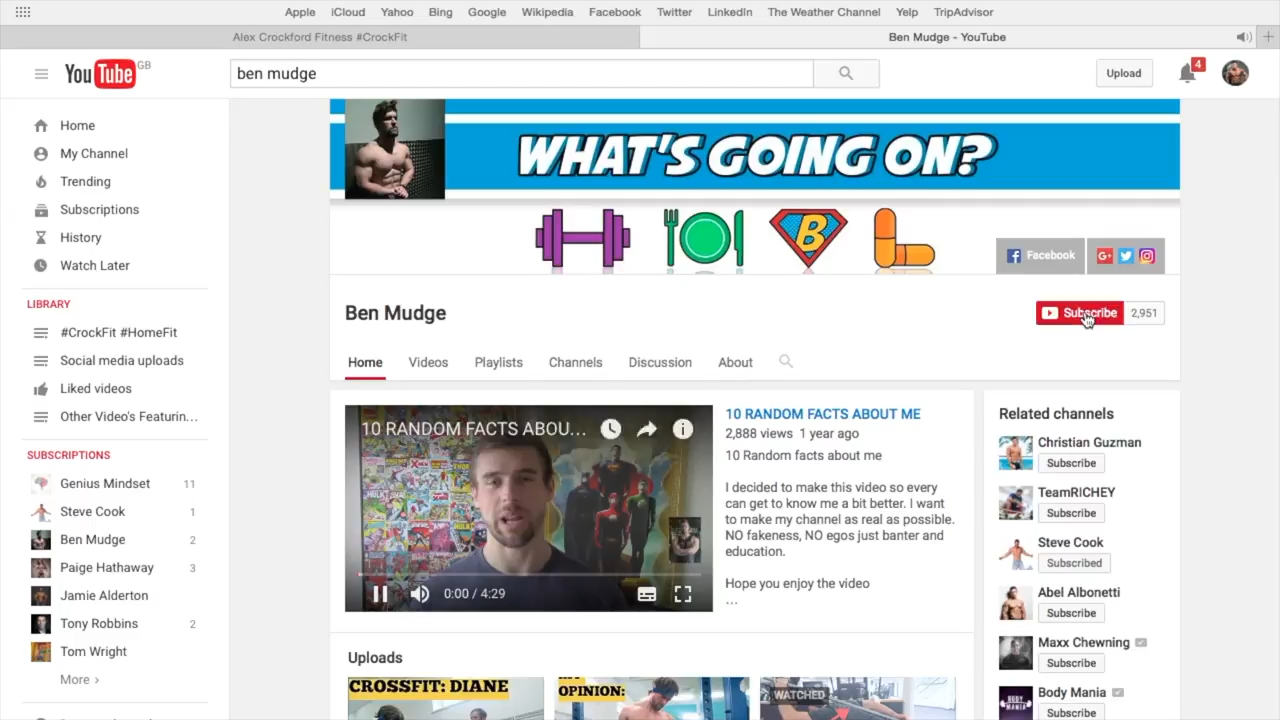 Apple iCloud Yahoo Bing Google Wikipedia Facebook Twitter LinkedIn The Weather Channel Yelp TripAdvisor
Alex Crockford Fitness #CrockFit
Ben Mudge - YouTube
YouTube GB
ben mudge
Upload
4
Home
My Channel
Trending
Subscriptions
History
Watch Later
LIBRARY
#CrockFit #HomeFit
Social media uploads
Liked videos
Other Video's Featurin...
SUBSCRIPTIONS
Genius Mindset 11
Steve Cook 1
Ben Mudge 2
Paige Hathaway 3
Jamie Alderton
Tony Robbins 2
Tom Wright
More ›
WHAT'S GOING ON?
B
Facebook
Ben Mudge
Subscribe 2,951
Home Videos Playlists Channels Discussion About
10 RANDOM FACTS ABOU...
0:00 / 4:29
10 RANDOM FACTS ABOUT ME
2,888 views 1 year ago
10 Random facts about me
I decided to make this video so every
can get to know me a bit better. I want
to make my channel as real as possible.
NO fakeness, NO egos just banter and
education.
Hope you enjoy the video
...
Uploads
CROSSFIT: DIANE
OPINION:
WATCHED
Related channels
Christian Guzman
Subscribe
TeamRICHEY
Subscribe
Steve Cook
Subscribed
Abel Albonetti
Subscribe
Maxx Chewning
Subscribe
Body Mania
Subscribe
BODY MANIA